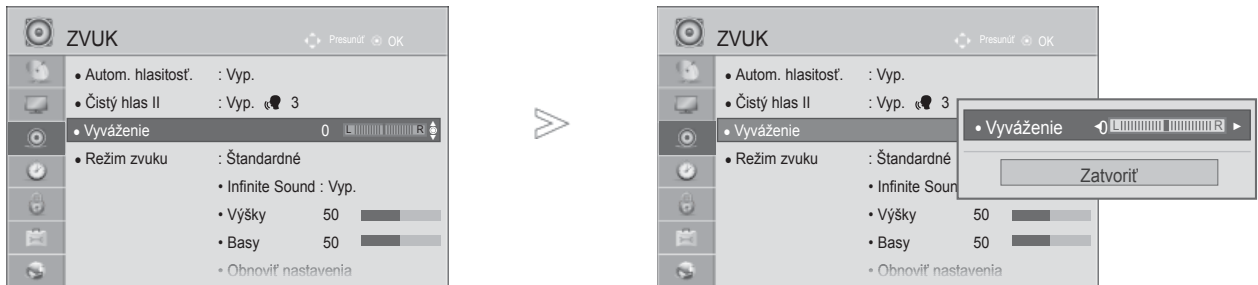 ZVUK
Presunúť OK
• Autom. hlasitosť. : Vyp.
• Čistý hlas II : Vyp. 3
• Vyváženie 0 L R
• Režim zvuku : Štandardné
• Infinite Sound : Vyp.
• Výšky 50
• Basy 50
• Obnoviť nastavenia
>
ZVUK
Presunúť OK
• Autom. hlasitosť. : Vyp.
• Čistý hlas II : Vyp. 3
• Vyváženie
• Režim zvuku : Štandardné
• Infinite Soun
• Výšky 50
• Basy 50
• Obnoviť nastavenia
• Vyváženie 0 L R
Zatvoriť